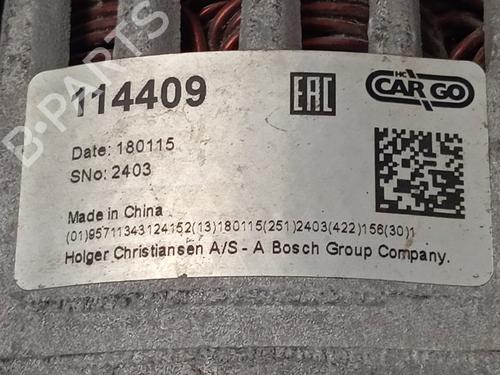 114409
EAC
HC
CARGO
Date: 180115
SNo: 2403
Made in China
(01)95711343124152(13)180115(251)2403(422)156(30)1
Holger Christiansen A/S - A Bosch Group Company.
B-PARTS